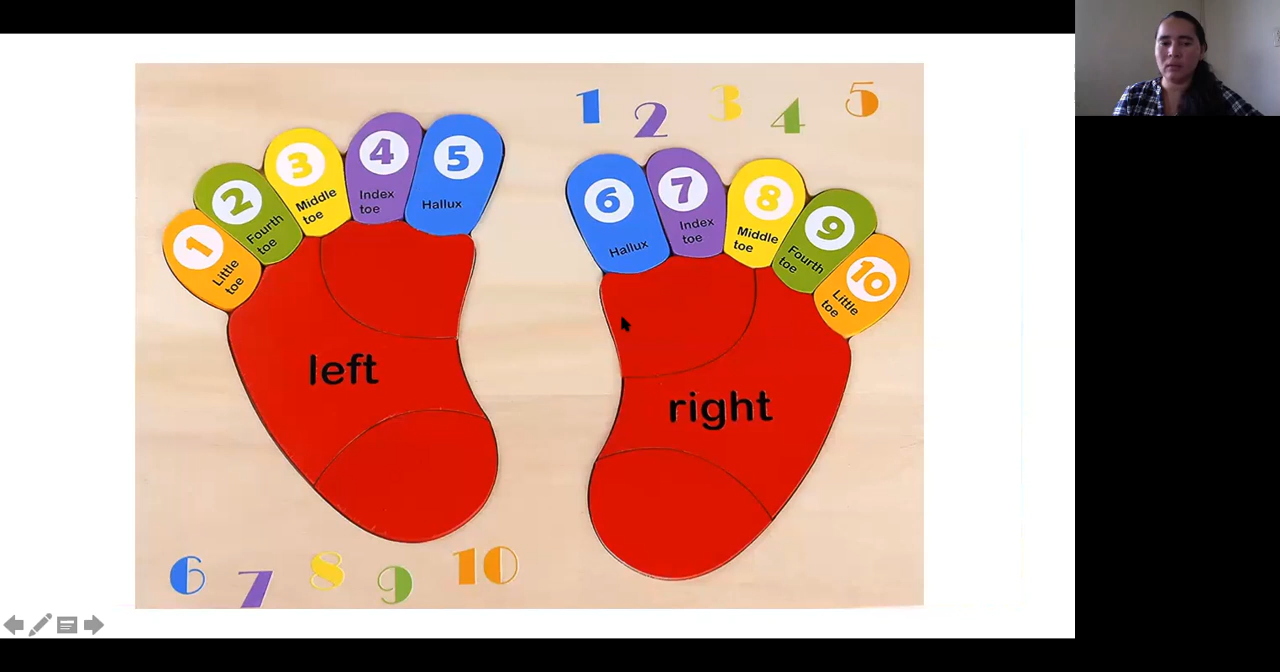 1 2 3 4 5
1
Little
toe
2
Fourth
toe
3
Middle
toe
4
Index
toe
5
Hallux
6
Hallux
7
Index
toe
8
Middle
toe
9
Fourth
toe
10
Little
toe
left
right
6 7 8 9 10